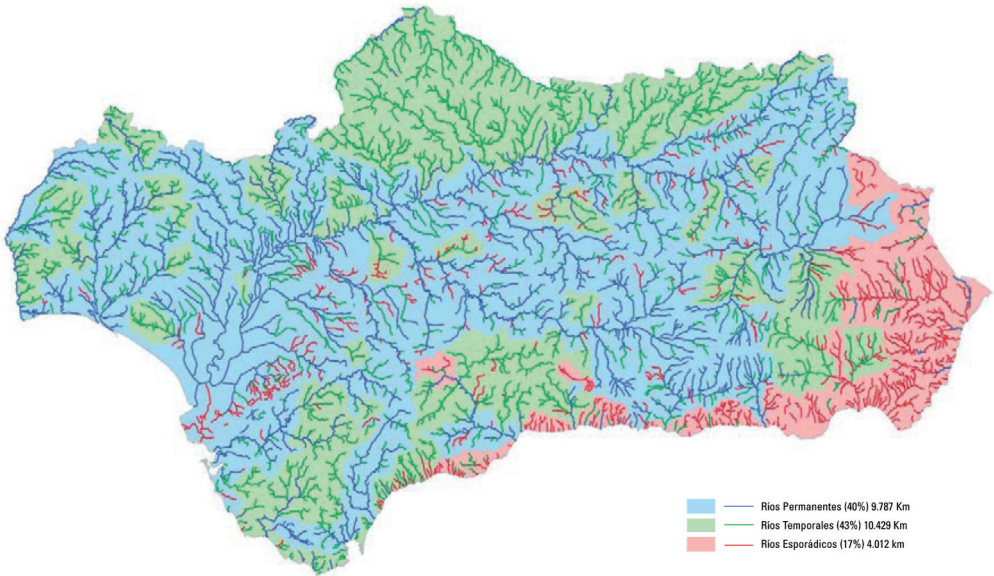 Ríos Permanentes (40%) 9.787 Km
Ríos Temporales (43%) 10.429 Km
Ríos Esporádicos (17%) 4.012 km